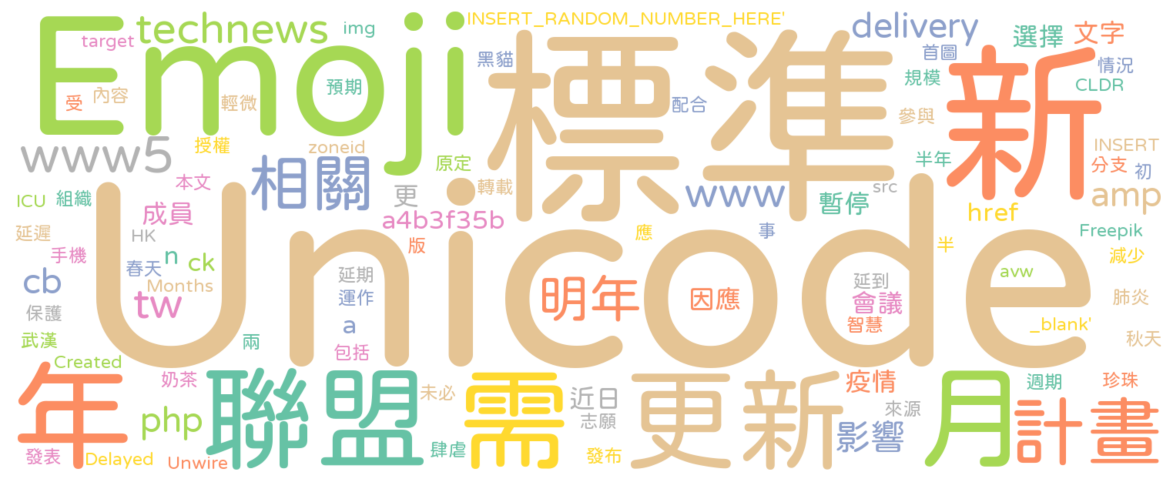 Emoji
technews
target
img
INSERT_RANDOM_NUMBER_HERE'
delivery
選擇
文字
首圖
情況
黑貓
標準
新
規模
CLDR
受
內容
輕微
預期
配合
參與
www5
授權
zoneid
原定
半年
INSERT
分支
初
本文
相關
轉載
www
src
暫停
amp
ICU
組織
成員
更
a4b3f35b
href
延遲
HK
版
應
事
半
Freepik
手機
n
ck
減少
春天
cb
Months
延期
Unicode
明年
因應
延到
avw
tw
運作
會議
肺炎
保護
a
智慧
_blank'
武漢
兩
包括
秋天
Created
年
奶茶
聯盟
未必
需
近日
更新
疫情
月
週期
珍珠
php
志願
來源
影響
計畫
發表
Delayed
Unwire
肆虐
發布